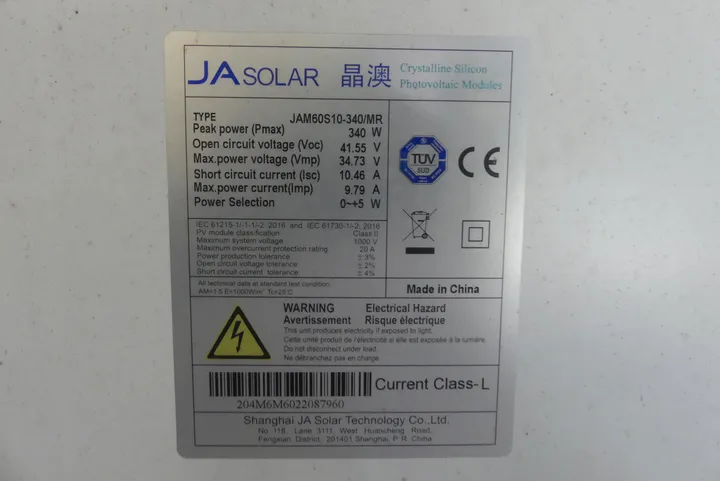 JA SOLAR 晶澳 Crystalline Silicon
Photovoltaic Modules
TYPE JAM60S10-340/MR
Peak power (Pmax) 340 W
Open circuit voltage (Voc) 41.55 V
Max.power voltage (Vmp) 34.73 V
Short circuit current (Isc) 10.46 A
Max.power current(Imp) 9.79 A
Power Selection 0~+5 W
TÜV
SÜD
CE
IEC 61215-1/-1-1/-2, 2016 and IEC 61730-1/-2, 2016
PV module classification Class II
Maximum system voltage 1000 V
Maximum overcurrent protection rating 20 A
Power production tolerance ± 3%
Open circuit voltage tolerance ± 2%
Short circuit current tolerance ± 4%
All technical data at standard test condition.
AM=1.5 E=1000W/m² Tc=25°C
Made in China
WARNING Electrical Hazard
Avertissement Risque électrique
This unit produces electricity if exposed to light.
Cette unité produit de l'électricité si elle est exposée à la lumière.
Do not disconnect under load.
Ne débranchez pas en charge.
Current Class- L
204M6M6022087960
Shanghai JA Solar Technology Co.,Ltd.
No.118, Lane 3111, West Huancheng Road,
Fengxian District, 201401 Shanghai, P. R. China